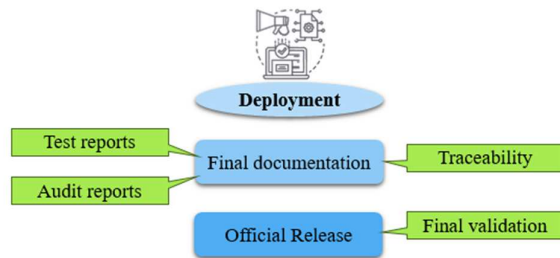 Deployment
Test reports
Final documentation
Traceability
Audit reports
Official Release
Final validation